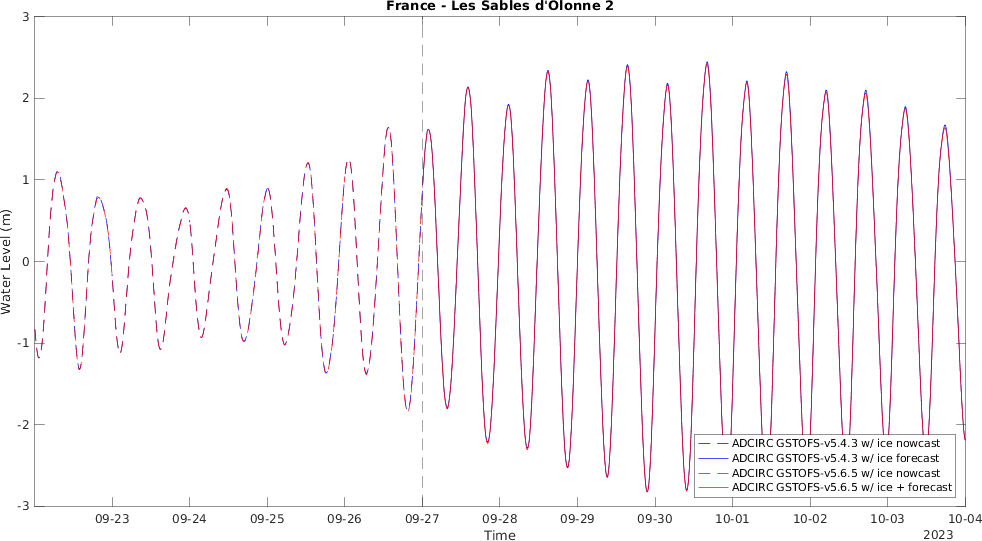 France - Les Sables d'Olonne 2
3
2
1
0
-1
-2
-3
Water Level (m)
ADCIRC GSTOFS-v5.4.3 w/ ice nowcast
ADCIRC GSTOFS-v5.4.3 w/ ice forecast
ADCIRC GSTOFS-v5.6.5 w/ ice nowcast
ADCIRC GSTOFS-v5.6.5 w/ ice + forecast
09-23 09-24 09-25 09-26 09-27 09-28 09-29 09-30 10-01 10-02 10-03 10-04
Time
2023